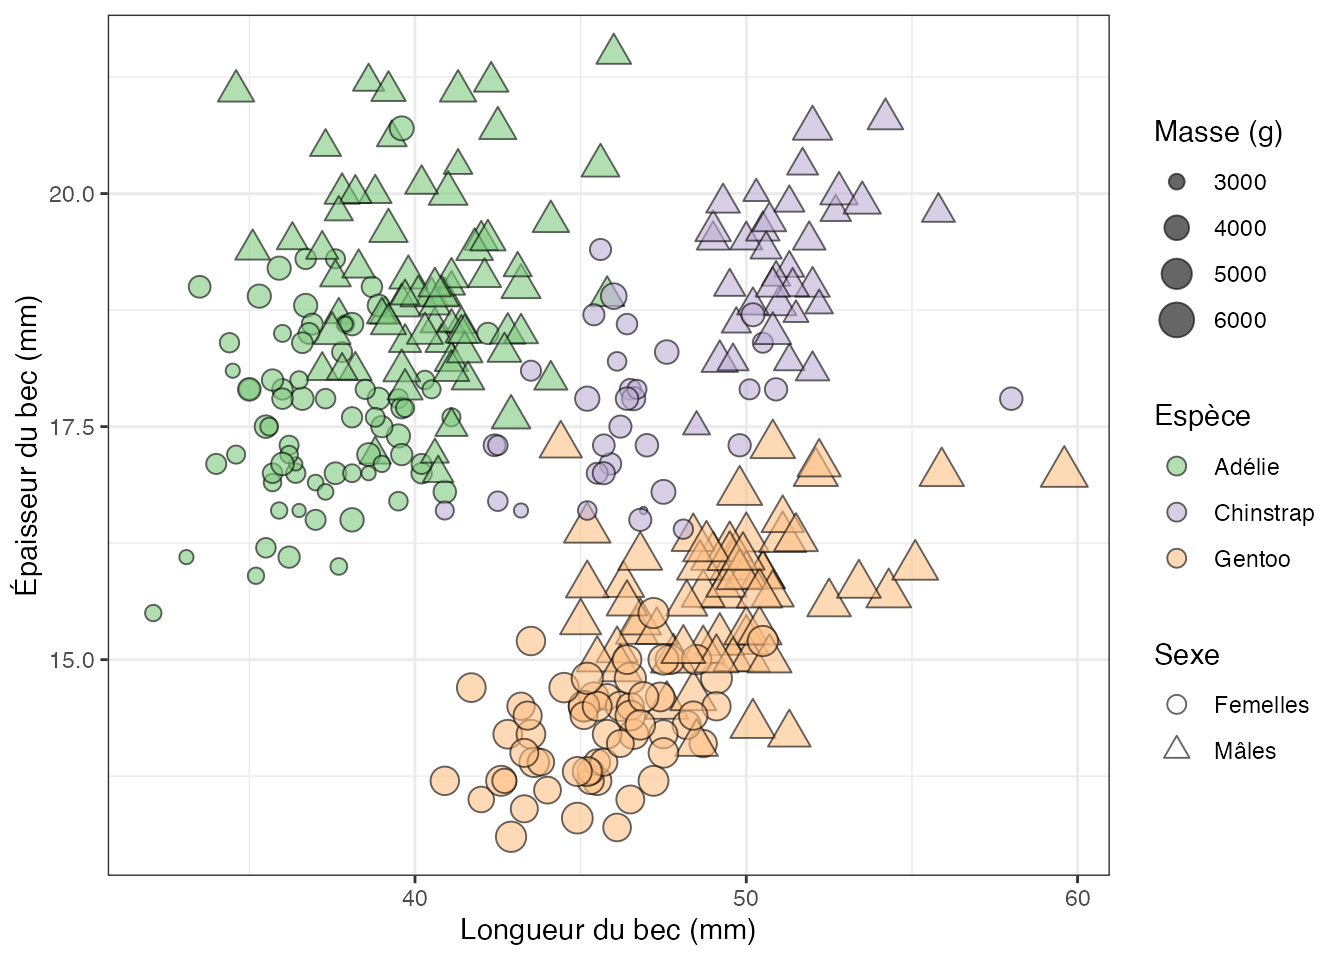 Épaisseur du bec (mm)
20.0
17.5
15.0
40
50
60
Longueur du bec (mm)
Masse (g)
3000
4000
5000
6000
Espèce
Adélie
Chinstrap
Gentoo
Sexe
Femelles
Mâles